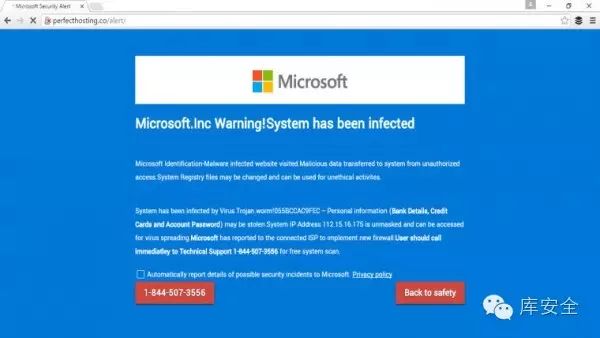 Microsoft Security Alert
perfecthosting.co/alert/
Microsoft
Microsoft.Inc Warning!System has been infected
Microsoft Identification-Malware infected website visited.Malicious data transferred to system from unauthorized
access.System Registry files may be changed and can be used for unethical activites.
System has been infected by Virus Trojan.worm!055BCCAC9FEC – Personal information (Bank Details, Credit
Cards and Account Password) may be stolen.System IP Address 112.15.16.175 is unmasked and can be accessed
for virus spreading.Microsoft has reported to the connected ISP to implement new firewall.User should call
immediatley to Technical Support 1-844-507-3556 for free system scan.
Automatically report details of possible security incidents to Microsoft. Privacy policy
1-844-507-3556 Back to safety
库安全